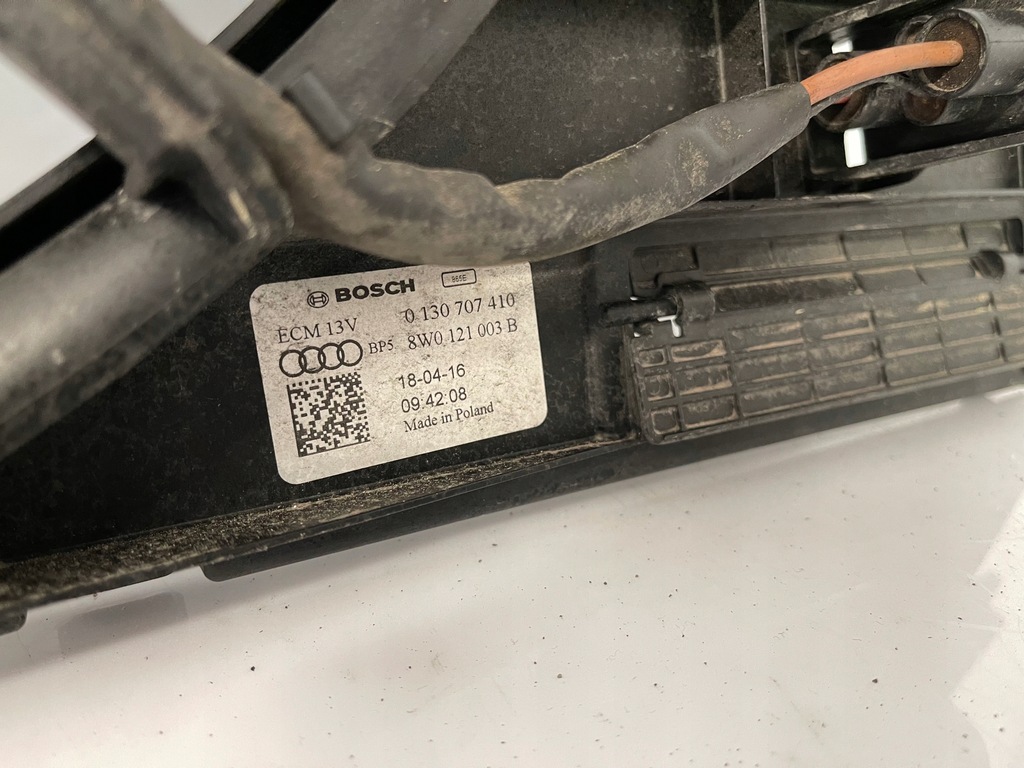 BOSCH
ECM 13V 0 130 707 410
BP5 8W0 121 003 B
18-04-16
09:42:08
Made in Poland